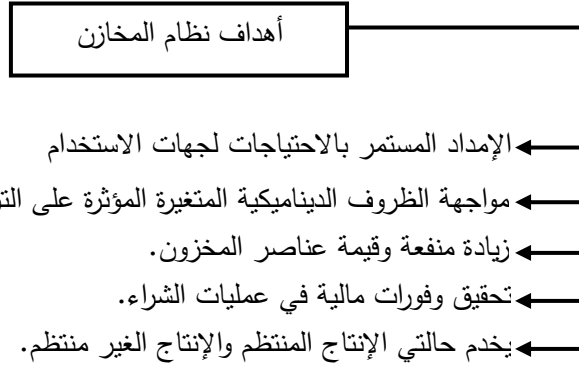 أهداف نظام المخازن
الإمداد المستمر بالاحتياجات لجهات الاستخدام
مواجهة الظروف الديناميكية المتغيرة المؤثرة على
زيادة منفعة وقيمة عناصر المخزون.
تحقيق وفورات مالية في عمليات الشراء.
يخدم حالتي الإنتاج المنتظم والإنتاج الغير منتظم.